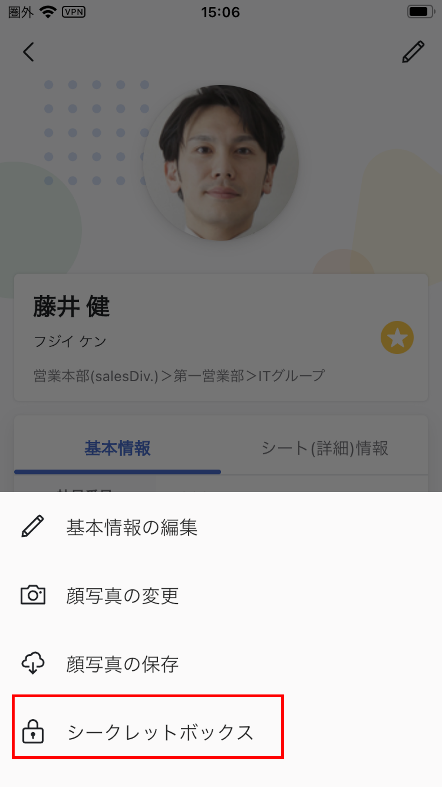 圏外 VPN 15:06
藤井 健
フジイ ケン
営業本部(salesDiv.)＞第一営業部＞ITグループ
基本情報 シート(詳細)情報
基本情報の編集
顔写真の変更
顔写真の保存
シークレットボックス